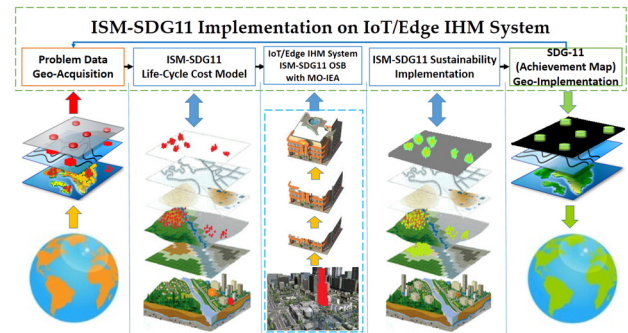 ISM-SDG11 Implementation on IoT/Edge IHM System
Problem Data
Geo-Acquisition
ISM-SDG11
Life-Cycle Cost Model
IoT/Edge IHM System
ISM-SDG11 OSB
with MO-IEA
ISM-SDG11 Sustainability
Implementation
SDG-11
(Achievement Map)
Geo-Implementation